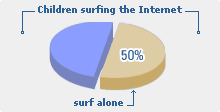 Children surfing the Internet
50%
surf alone